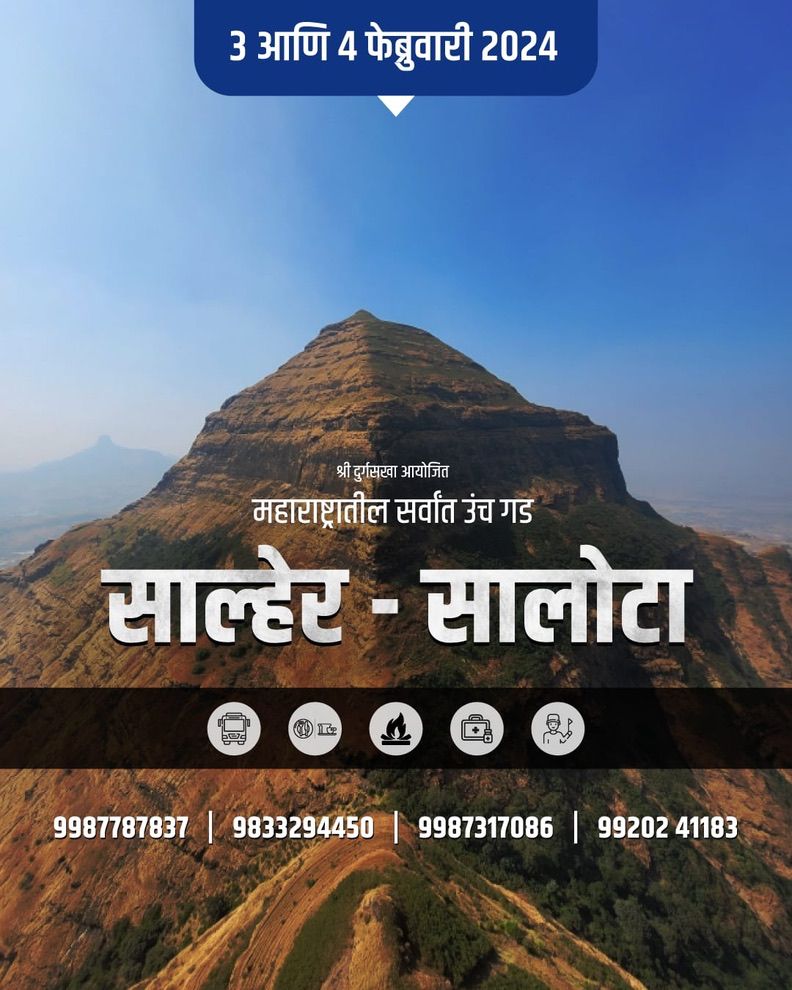 3 आणि 4 फेब्रुवारी 2024
श्री दुर्गसखा आयोजित
महाराष्ट्रातील सर्वांत उंच गड
साल्हेर - सालोटा
9987787837 | 9833294450 | 9987317086 | 99202 41183